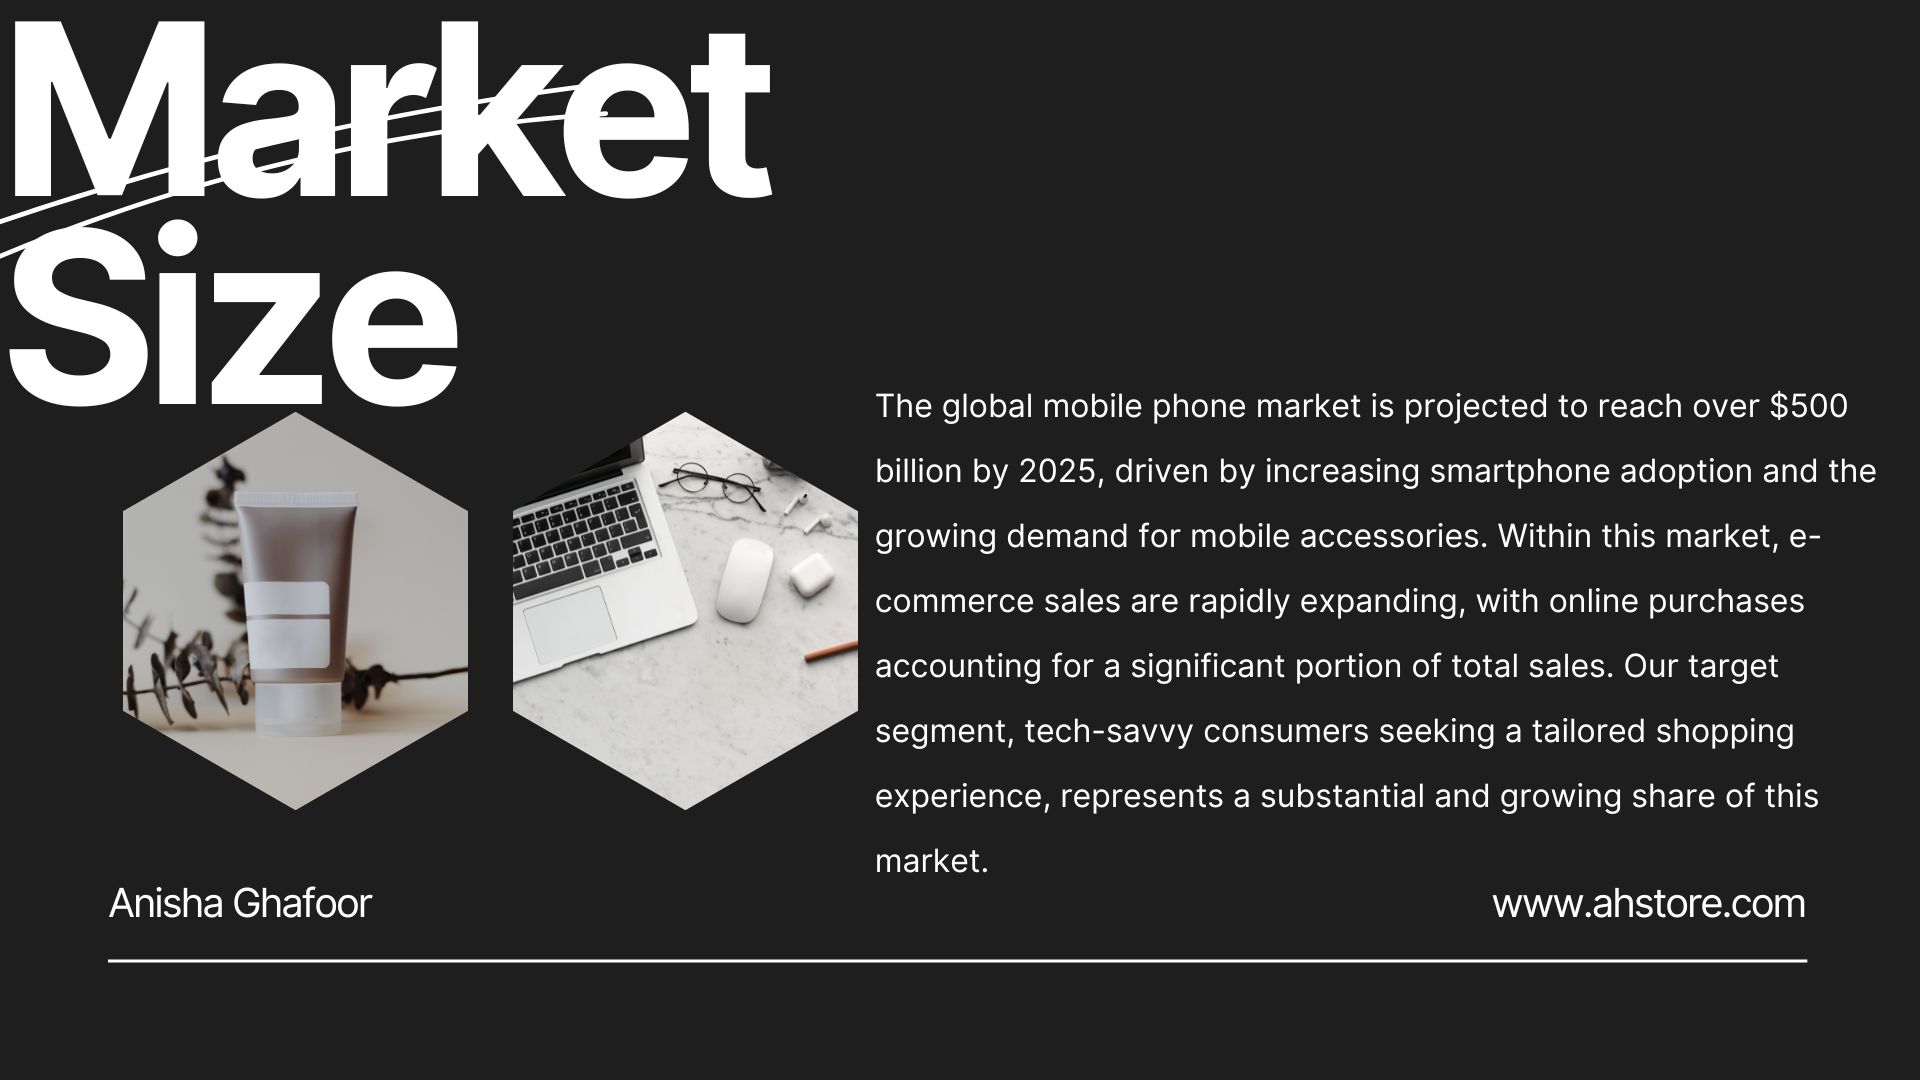 Market
Size
The global mobile phone market is projected to reach over $500
billion by 2025, driven by increasing smartphone adoption and the
growing demand for mobile accessories. Within this market, e-
commerce sales are rapidly expanding, with online purchases
accounting for a significant portion of total sales. Our target
segment, tech-savvy consumers seeking a tailored shopping
experience, represents a substantial and growing share of this
market.
Anisha Ghafoor
www.ahstore.com